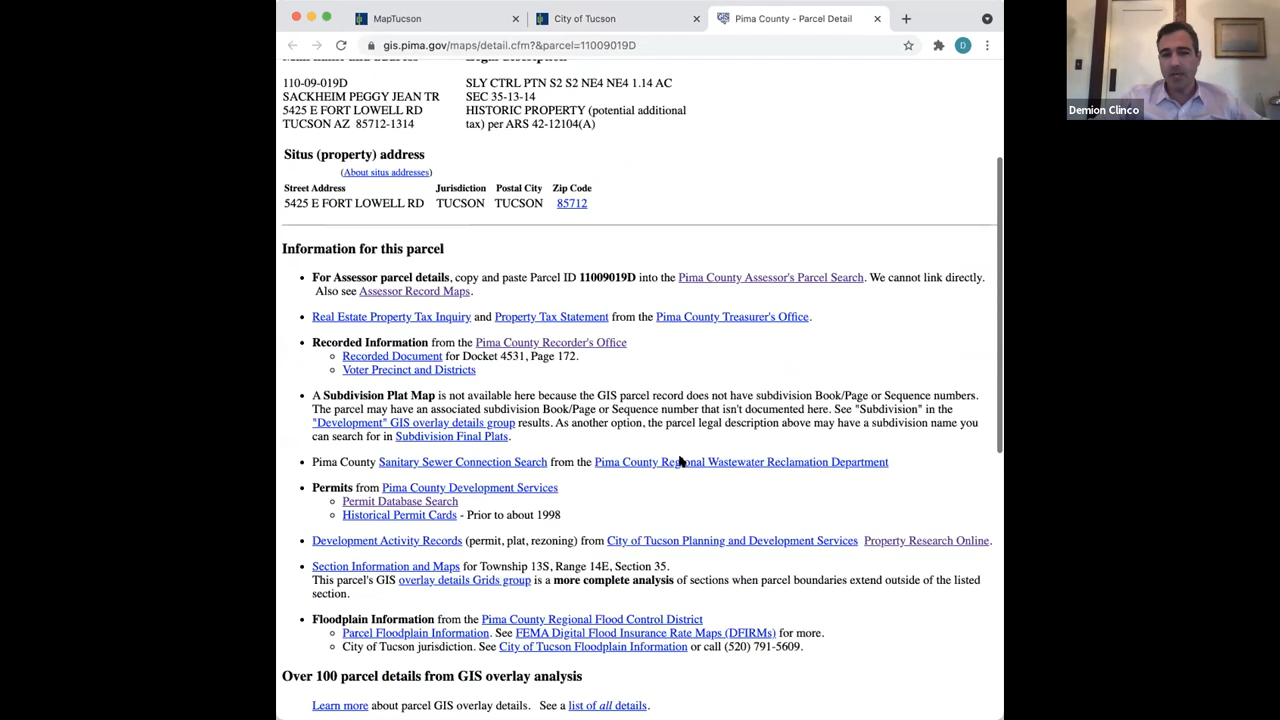 MapTucson
City of Tucson
Pima County - Parcel Detail
gis.pima.gov/maps/detail.cfm?&parcel=11009019D
D
110-09-019D
SACKHEIM PEGGY JEAN TR
5425 E FORT LOWELL RD
TUCSON AZ 85712-1314
SLY CTRL PTN S2 S2 NE4 NE4 1.14 AC
SEC 35-13-14
HISTORIC PROPERTY (potential additional
tax) per ARS 42-12104(A)
Situs (property) address
(About situs addresses)
Street Address Jurisdiction Postal City Zip Code
5425 E FORT LOWELL RD TUCSON TUCSON 85712
Information for this parcel
• For Assessor parcel details, copy and paste Parcel ID 11009019D into the Pima County Assessor's Parcel Search. We cannot link directly.
Also see Assessor Record Maps.
• Real Estate Property Tax Inquiry and Property Tax Statement from the Pima County Treasurer's Office.
• Recorded Information from the Pima County Recorder's Office
◦ Recorded Document for Docket 4531, Page 172.
◦ Voter Precinct and Districts
• A Subdivision Plat Map is not available here because the GIS parcel record does not have subdivision Book/Page or Sequence numbers.
The parcel may have an associated subdivision Book/Page or Sequence number that isn't documented here. See "Subdivision" in the
"Development" GIS overlay details group results. As another option, the parcel legal description above may have a subdivision name you
can search for in Subdivision Final Plats.
• Pima County Sanitary Sewer Connection Search from the Pima County Regional Wastewater Reclamation Department
• Permits from Pima County Development Services
◦ Permit Database Search
◦ Historical Permit Cards - Prior to about 1998
• Development Activity Records (permit, plat, rezoning) from City of Tucson Planning and Development Services Property Research Online.
• Section Information and Maps for Township 13S, Range 14E, Section 35.
This parcel's GIS overlay details Grids group is a more complete analysis of sections when parcel boundaries extend outside of the listed
section.
• Floodplain Information from the Pima County Regional Flood Control District
◦ Parcel Floodplain Information. See FEMA Digital Flood Insurance Rate Maps (DFIRMs) for more.
◦ City of Tucson jurisdiction. See City of Tucson Floodplain Information or call (520) 791-5609.
Over 100 parcel details from GIS overlay analysis
Learn more about parcel GIS overlay details. See a list of all details.
Demion Clinco